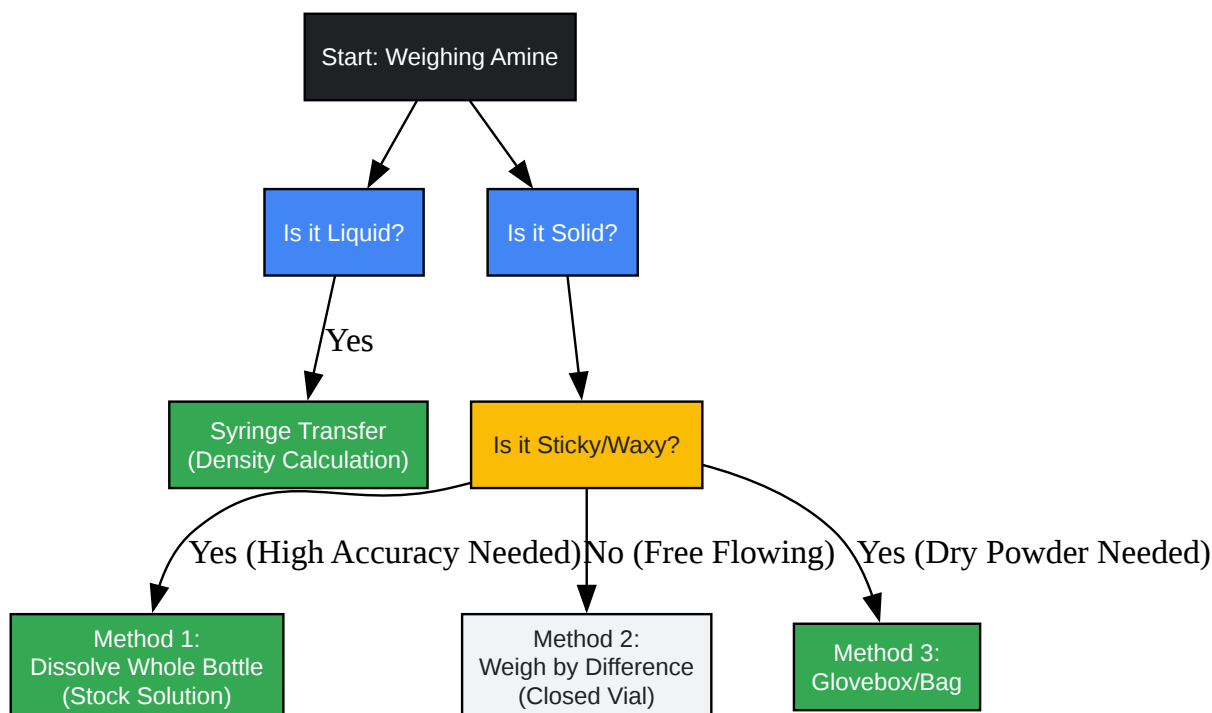 Start: Weighing Amine
Is it Liquid?
Is it Solid?
Yes
Syringe Transfer
(Density Calculation)
Is it Sticky/Waxy?
Yes (High Accuracy Needed)
No (Free Flowing)
Yes (Dry Powder Needed)
Method 1:
Dissolve Whole Bottle
(Stock Solution)
Method 2:
Weigh by Difference
(Closed Vial)
Method 3:
Glovebox/Bag